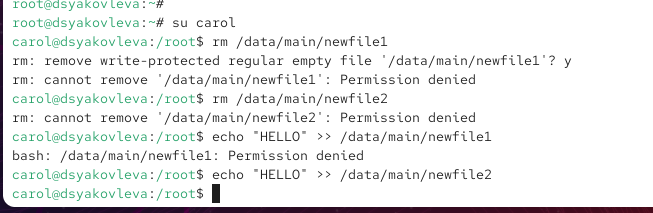 root@dsyakovleva:~#
root@dsyakovleva:~# su carol
carol@dsyakovleva:/root$ rm /data/main/newfile1
rm: remove write-protected regular empty file '/data/main/newfile1'? y
rm: cannot remove '/data/main/newfile1': Permission denied
carol@dsyakovleva:/root$ rm /data/main/newfile2
rm: cannot remove '/data/main/newfile2': Permission denied
carol@dsyakovleva:/root$ echo "HELLO" >> /data/main/newfile1
bash: /data/main/newfile1: Permission denied
carol@dsyakovleva:/root$ echo "HELLO" >> /data/main/newfile2
carol@dsyakovleva:/root$